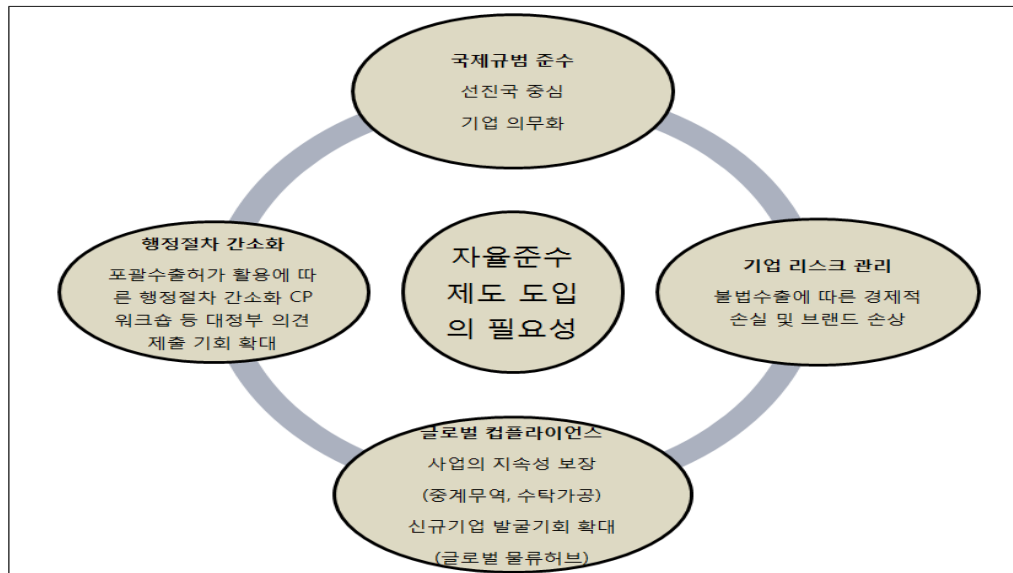 국제규범 준수
선진국 중심
기업 의무화
행정절차 간소화
포괄수출허가 활용에 따
른 행정절차 간소화 CP
워크숍 등 대정부 의견
제출 기회 확대
자율준수
제도 도입
의 필요성
기업 리스크 관리
불법수출에 따른 경제적
손실 및 브랜드 손상
글로벌 컴플라이언스
사업의 지속성 보장
(중계무역, 수탁가공)
신규기업 발굴기회 확대
(글로벌 물류허브)